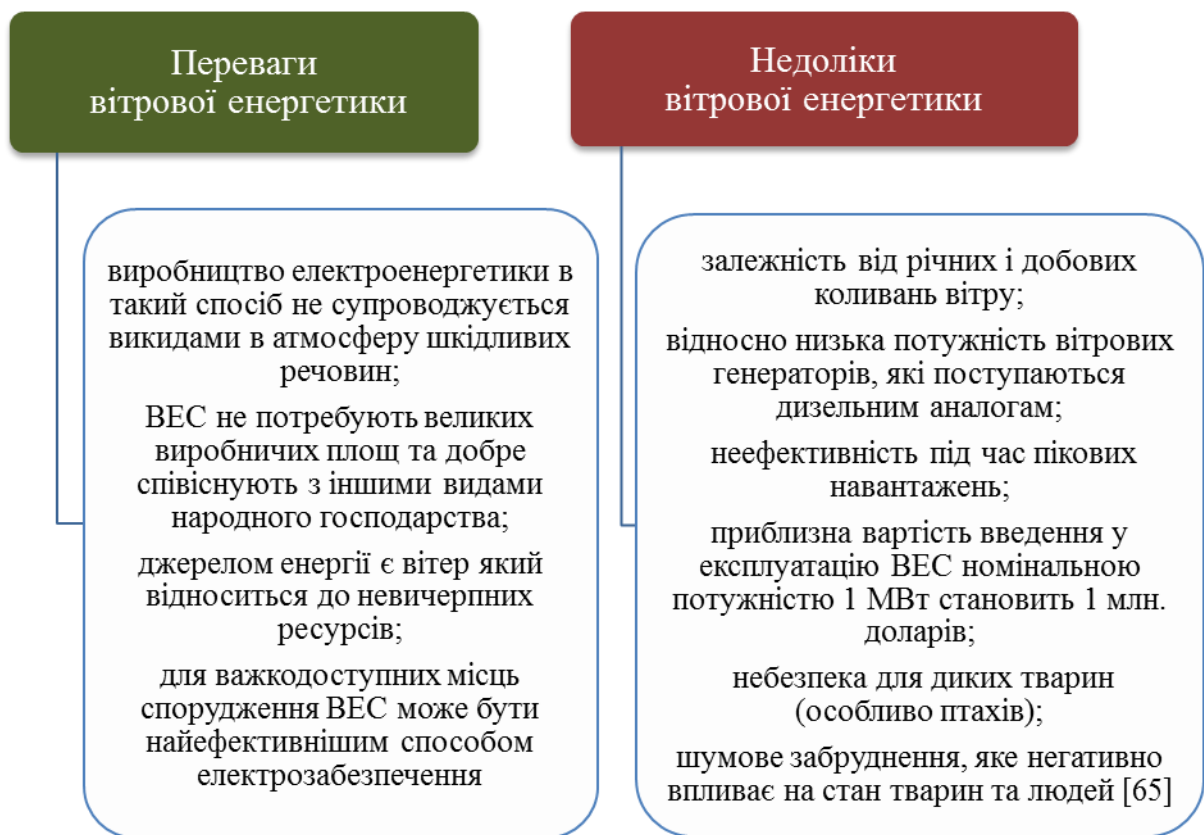 Переваги
вітрової енергетики
виробництво електроенергетики в
такий спосіб не супроводжується
викидами в атмосферу шкідливих
речовин;
ВЕС не потребують великих
виробничих площ та добре
співіснують з іншими видами
народного господарства;
джерелом енергії є вітер який
відноситься до невичерпних
ресурсів;
для важкодоступних місць
спорудження ВЕС може бути
найефективнішим способом
електрозабезпечення
Недоліки
вітрової енергетики
залежність від річних і добових
коливань вітру;
відносно низька потужність вітрових
генераторів, які поступаються
дизельним аналогам;
неефективність під час пікових
навантажень;
приблизна вартість введення у
експлуатацію ВЕС номінальною
потужністю 1 МВт становить 1 млн.
доларів;
небезпека для диких тварин
(особливо птахів);
шумове забруднення, яке негативно
впливає на стан тварин та людей [65]